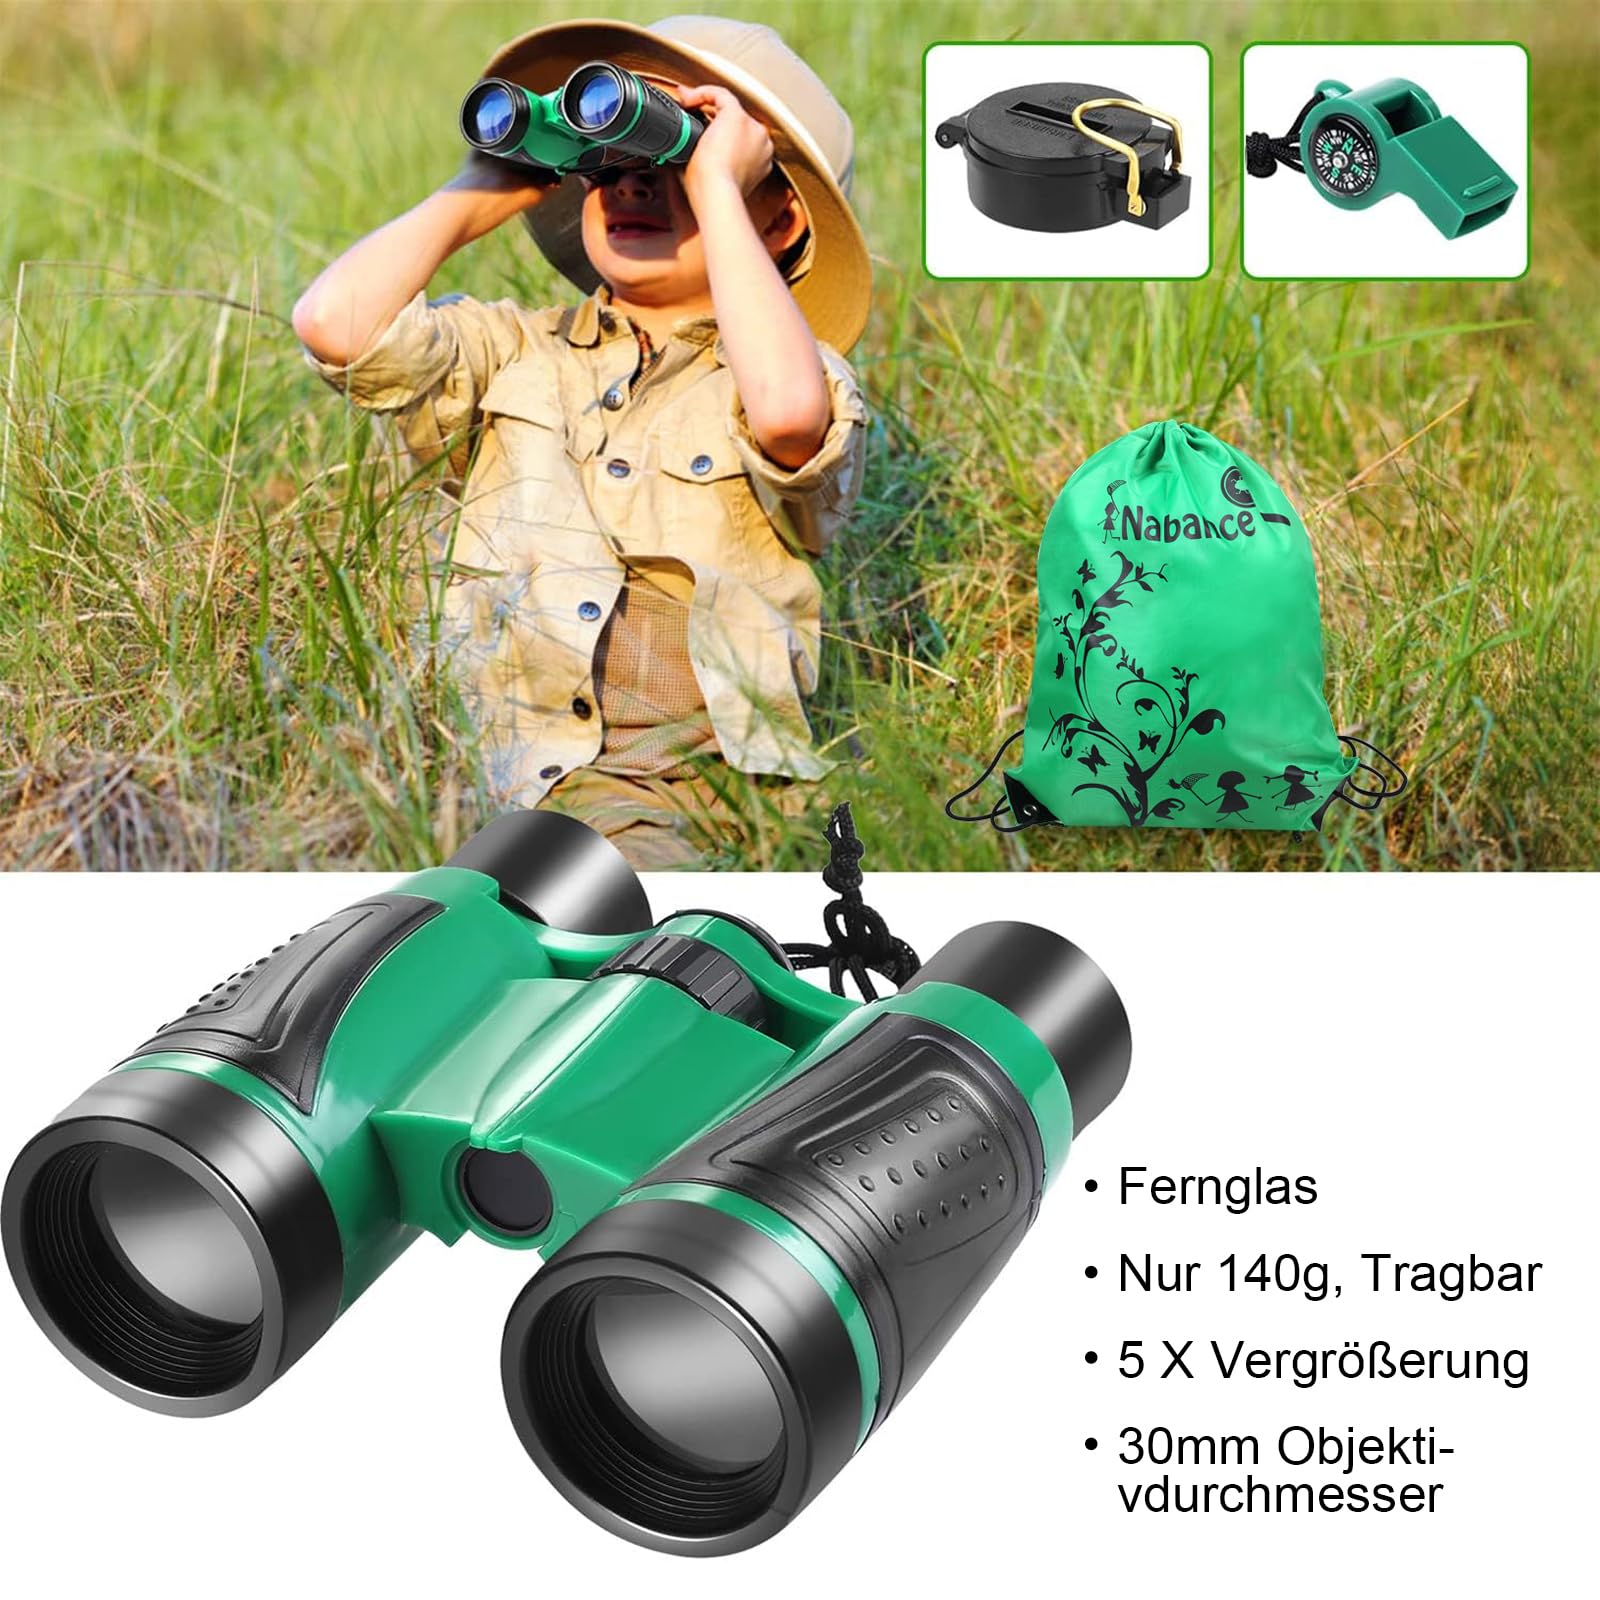 Nabance
• Fernglas
• Nur 140g, Tragbar
• 5 X Vergrößerung
• 30mm Objekti-
vdurchmesser